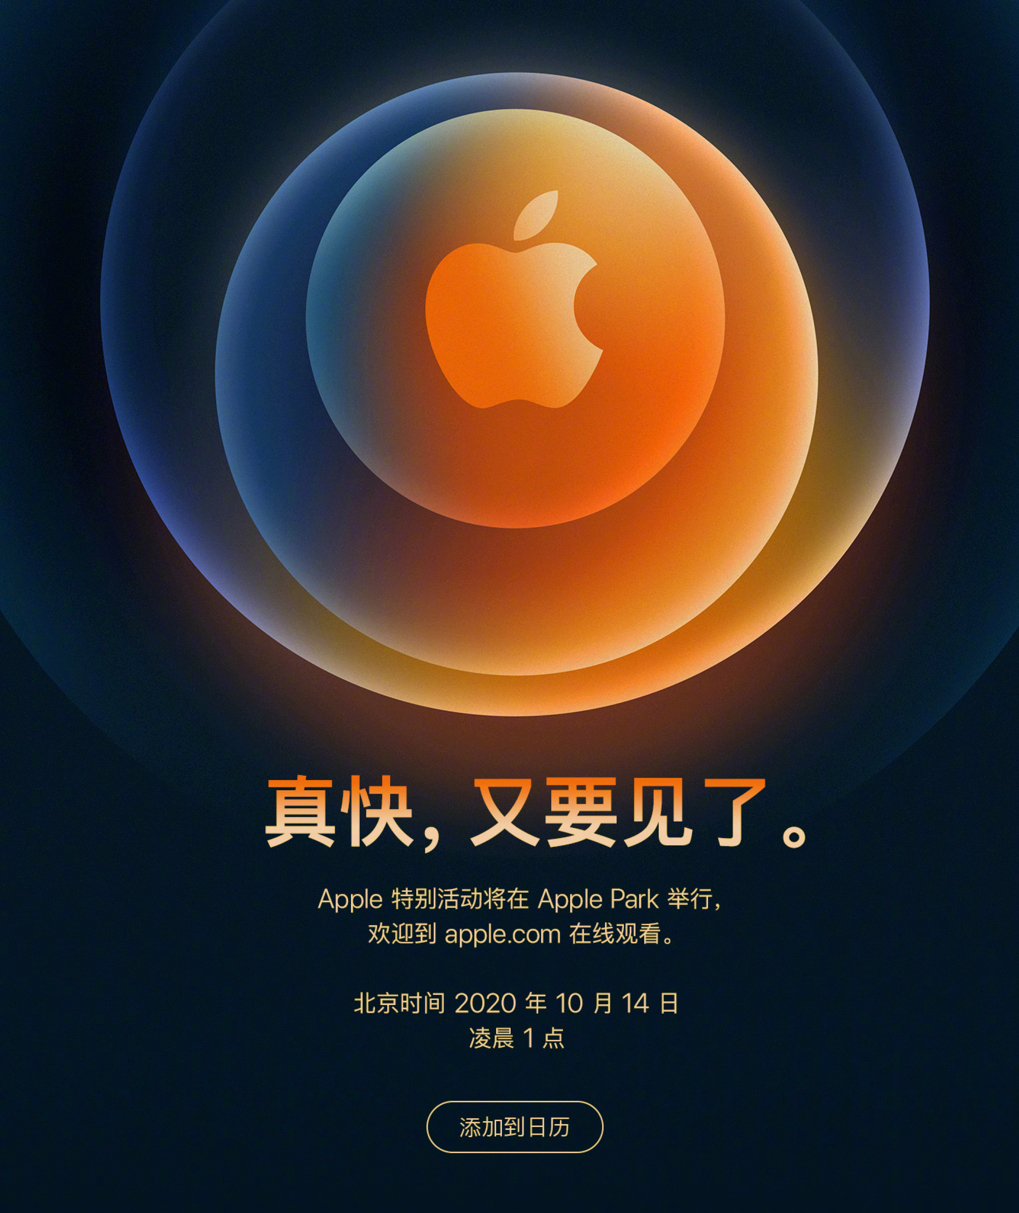 真快，又要见了。
Apple 特别活动将在 Apple Park 举行，
欢迎到 apple.com 在线观看。
北京时间 2020 年 10 月 14 日
凌晨 1 点
添加到日历